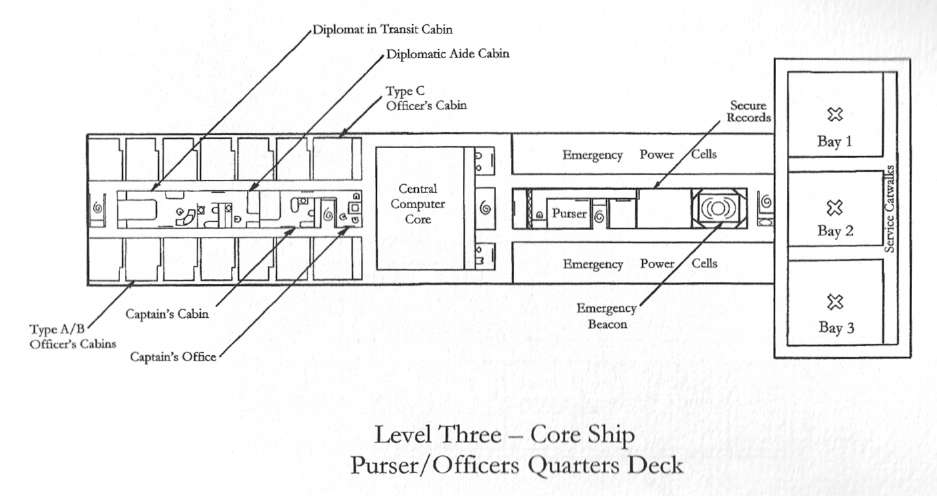 Diplomat in Transit Cabin
Diplomatic Aide Cabin
Type C
Officer's Cabin
Secure
Records
Emergency Power Cells
Bay 1
Central
Computer
Core
Purser
Service Catwalks
Bay 2
Emergency Power Cells
Captain's Cabin
Emergency
Beacon
Bay 3
Type A/B
Officer's Cabins
Captain's Office
Level Three – Core Ship
Purser/Officers Quarters Deck